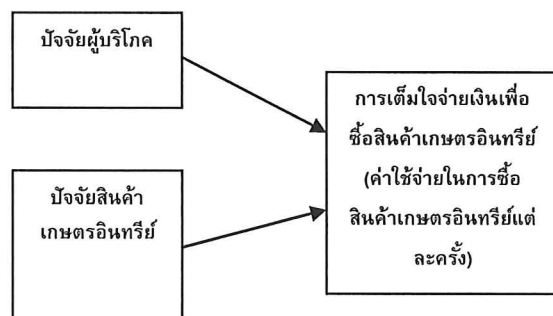 ปัจจัยผู้บริโภค
การเต็มใจจ่ายเงินเพื่อ
ซื้อสินค้าเกษตรอินทรีย์
(ค่าใช้จ่ายในการซื้อ
สินค้าเกษตรอินทรีย์แต่
ละครั้ง)
ปัจจัยสินค้า
เกษตรอินทรีย์